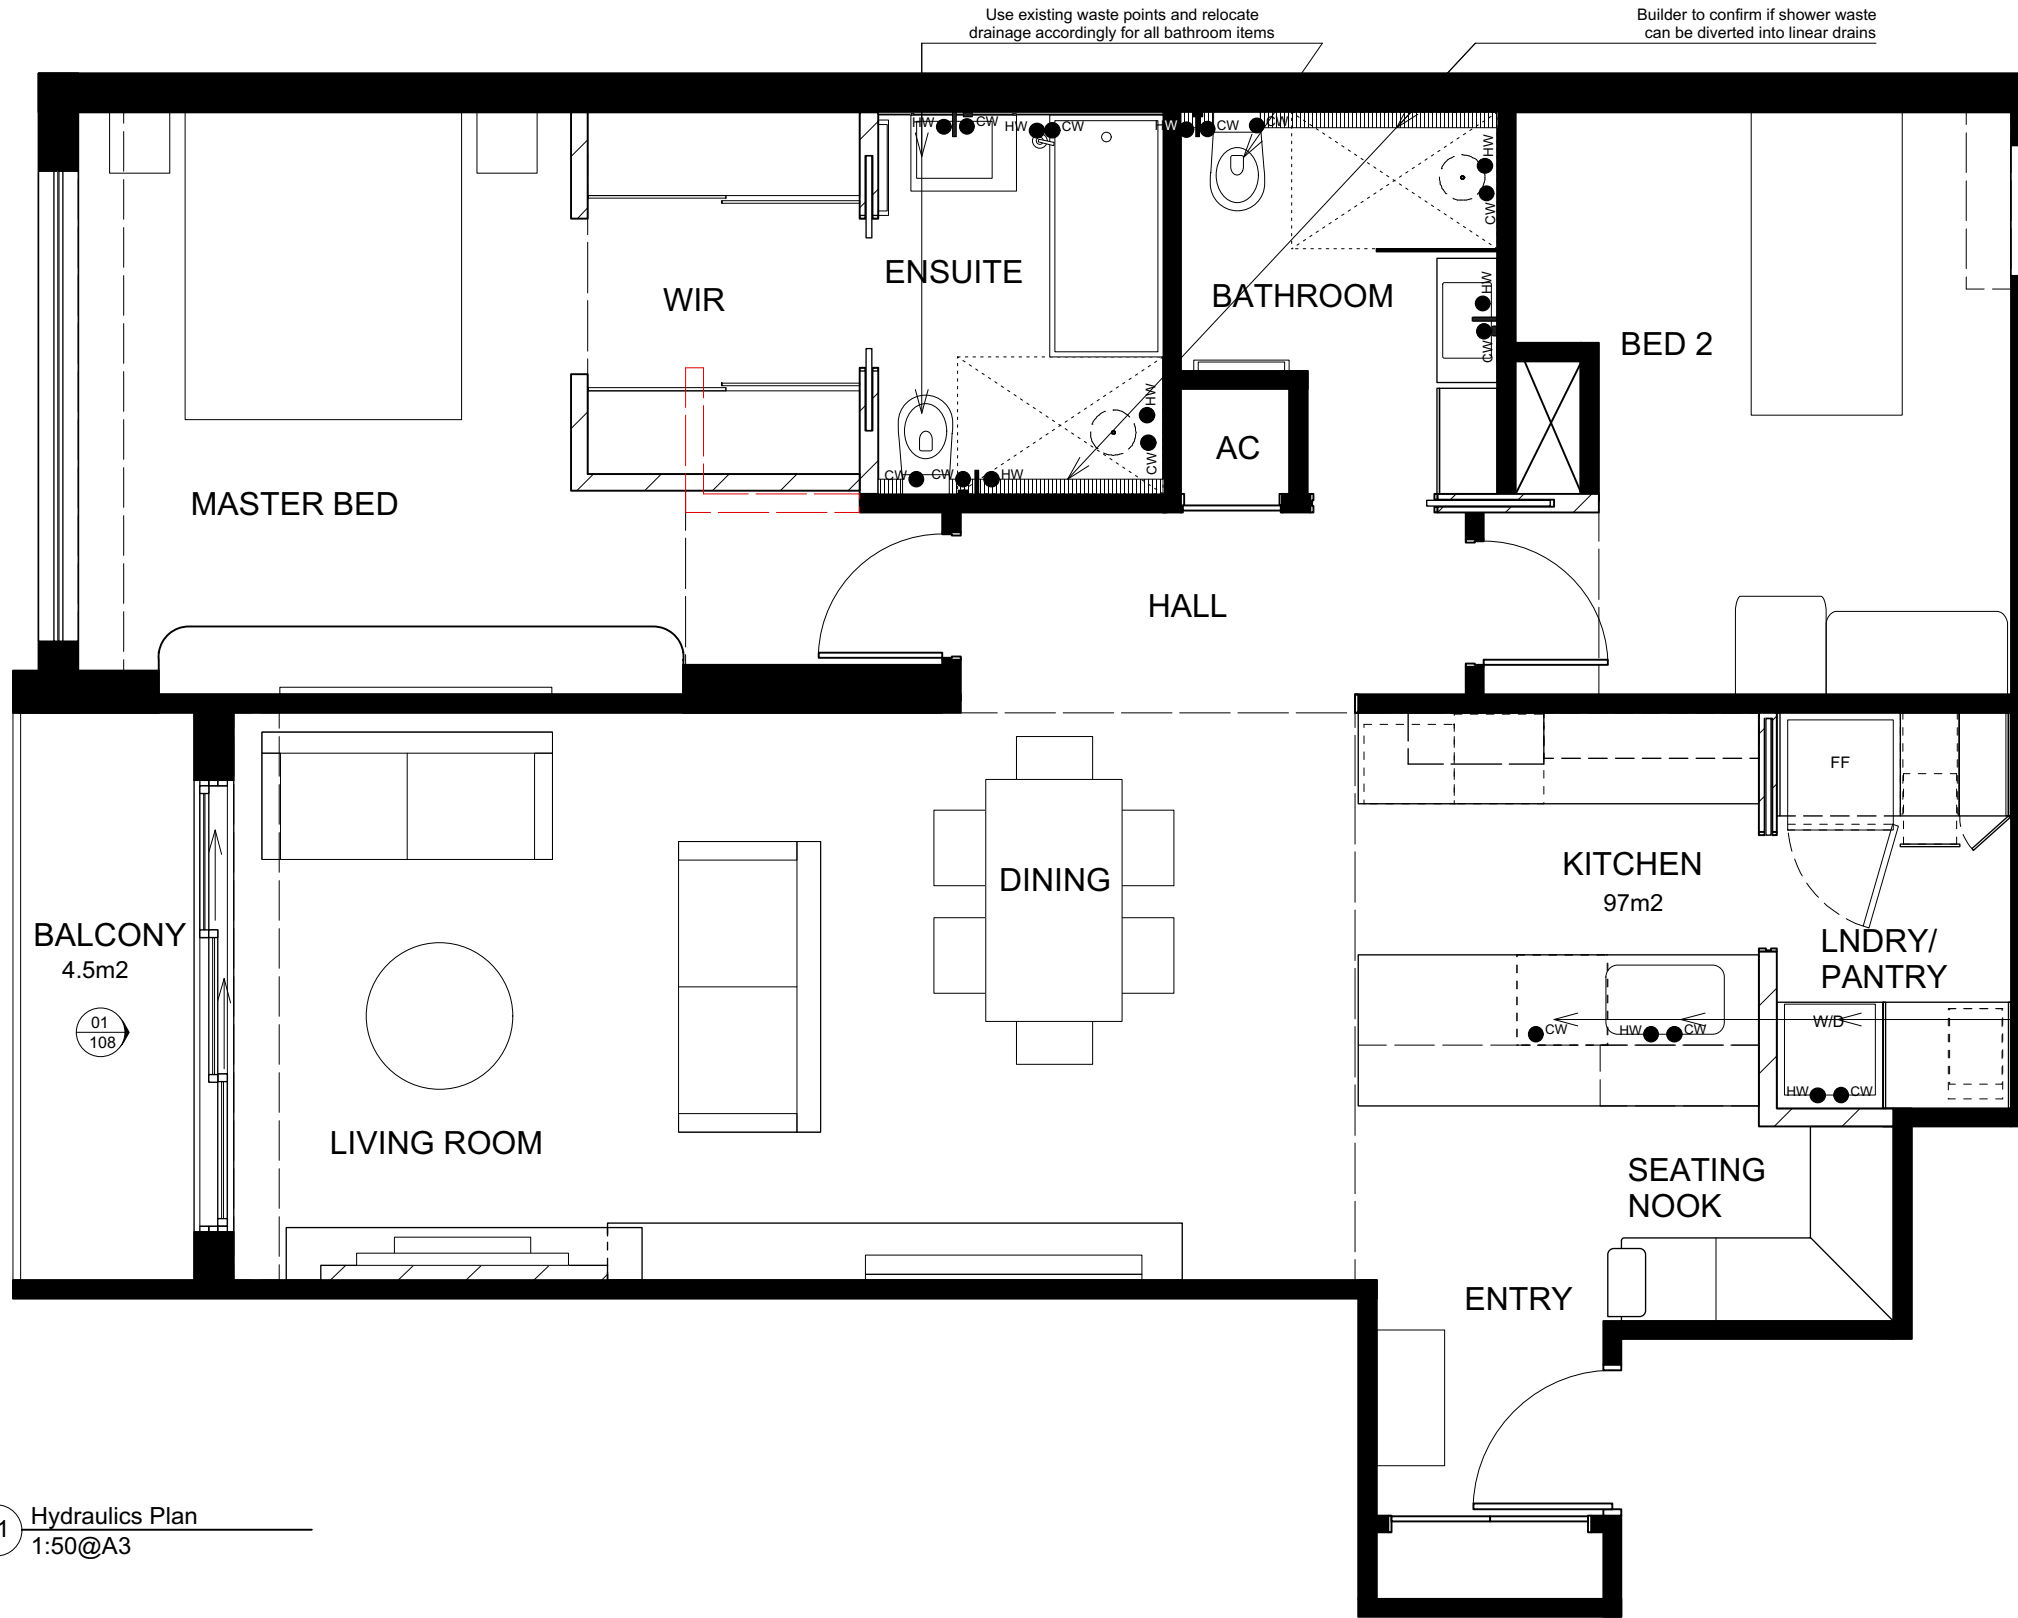 Use existing waste points and relocate
drainage accordingly for all bathroom items
Builder to confirm if shower waste
can be diverted into linear drains
HW CW HW CW HW CW CW
HW
CW
ENSUITE
WIR
BATHROOM
HW
CW
BED 2
HW
CW
AC
CW CW HW
MASTER BED
HALL
FF
KITCHEN
97m2
DINING
LNDRY/
PANTRY
BALCONY
4.5m2
01
108
CW HW CW
W/D
HW CW
LIVING ROOM
SEATING
NOOK
ENTRY
1 Hydraulics Plan
1:50@A3